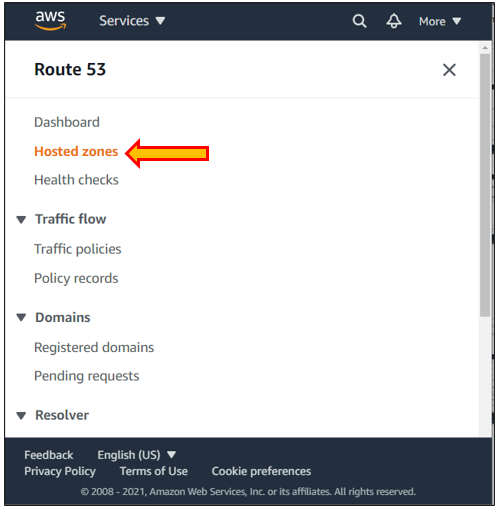 aws Services More
Route 53
Dashboard
Hosted zones
Health checks
Traffic flow
Traffic policies
Policy records
Domains
Registered domains
Pending requests
Resolver
Feedback English (US)
Privacy Policy Terms of Use Cookie preferences
© 2008 - 2021, Amazon Web Services, Inc. or its affiliates. All rights reserved.